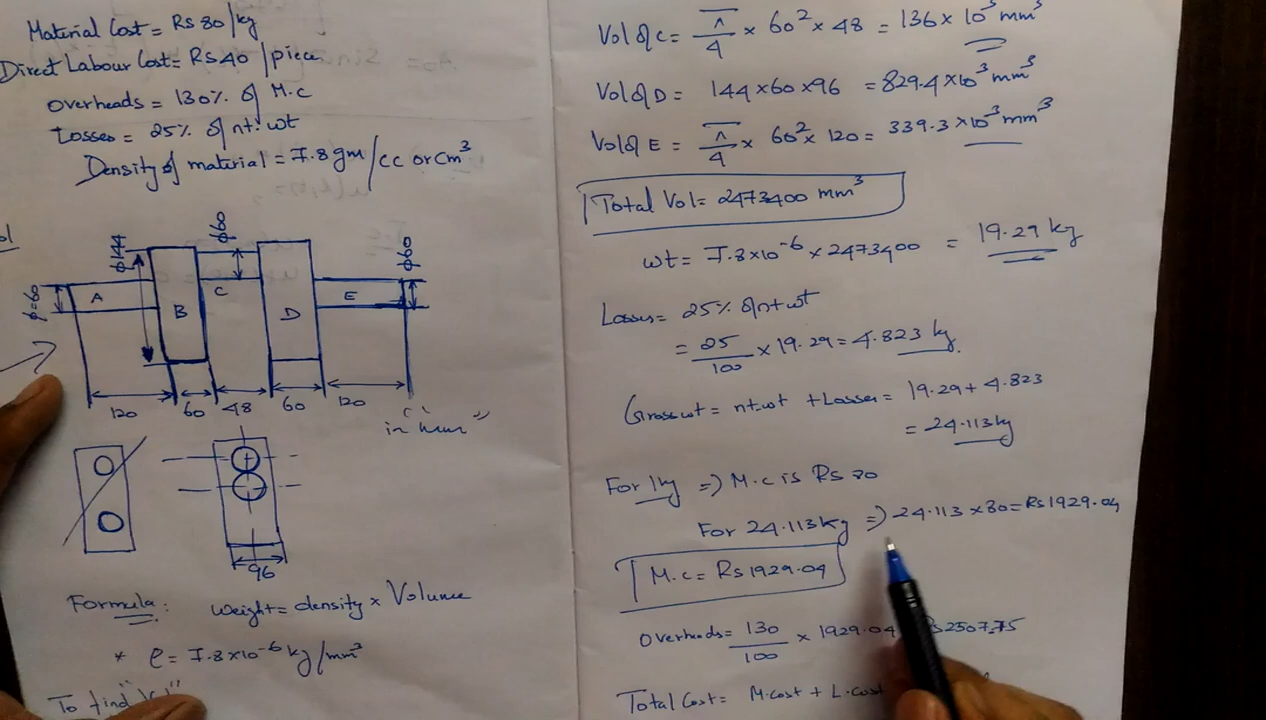 Material Cost = Rs 80/kg
Direct Labour Cost = Rs 40 /piece
Overheads = 130% of M.C
Losses = 25% of nt. wt
Density of material = 7.8 gm/cc or cm³
ol
ϕ=60
ϕ144
ϕ60
A
B
C
D
E
120
60
48
60
120
"in mm"
96
Formula: weight = density × Volume
* ρ = 7.8×10⁻⁶ kg/mm³
To find
Vol of C = π/4 × 60² × 48 = 136 × 10³ mm³
Vol of D = 144×60×96 = 829.4×10³ mm³
Vol of E = π/4 × 60² × 120 = 339.3×10³ mm³
Total Vol = 2473400 mm³
wt = 7.8×10⁻⁶ × 2473400 = 19.29 kg
Losses = 25% of nt wt
= 25/100 × 19.29 = 4.823 kg.
Gross wt = nt. wt + Losses = 19.29 + 4.823
= 24.113 kg
For 1kg => M.C is Rs 80
For 24.113 kg => 24.113 × 80 = Rs 1929.04
M.C = Rs 1929.04
Overheads = 130/100 × 1929.04 Rs 2507.75
Total Cost = M.cost + L.cost